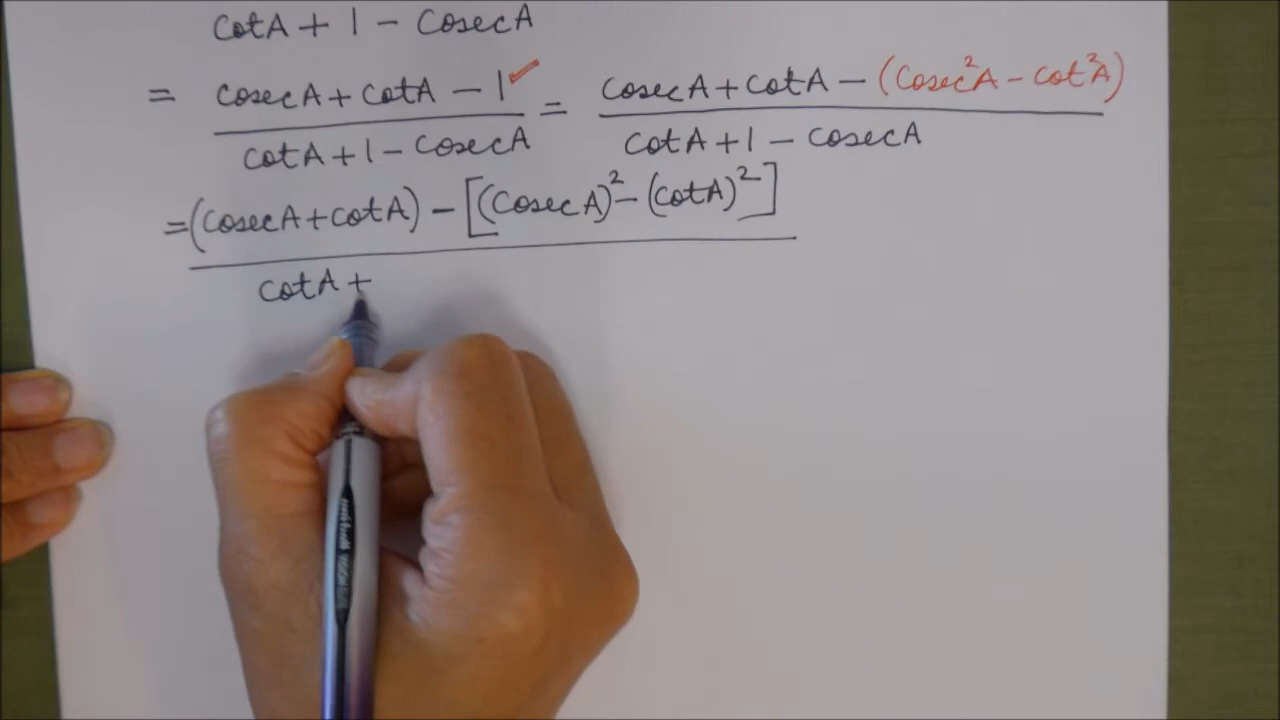 cotA + 1 - CosecA
= cosecA + cotA - 1 = cosecA + cotA - (Cosec²A - cot²A)
cotA + 1 - CosecA cotA + 1 - cosecA
= (CosecA + cotA) - [(CosecA)² - (cotA)²]
cotA +